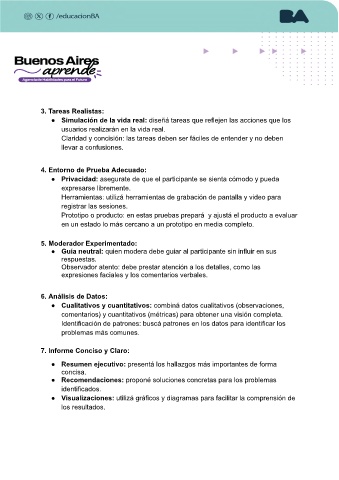 /educacionBA
BA
Buenos Aires
aprende
Agencia de Habilidades para el Futuro
3. Tareas Realistas:
● Simulación de la vida real: diseñá tareas que reflejen las acciones que los
usuarios realizarán en la vida real.
Claridad y concisión: las tareas deben ser fáciles de entender y no deben
llevar a confusiones.
4. Entorno de Prueba Adecuado:
● Privacidad: asegurate de que el participante se sienta cómodo y pueda
expresarse libremente.
Herramientas: utilizá herramientas de grabación de pantalla y video para
registrar las sesiones.
Prototipo o producto: en estas pruebas prepará y ajustá el producto a evaluar
en un estado lo más cercano a un prototipo en media completo.
5. Moderador Experimentado:
● Guía neutral: quien modera debe guiar al participante sin influir en sus
respuestas.
Observador atento: debe prestar atención a los detalles, como las
expresiones faciales y los comentarios verbales.
6. Análisis de Datos:
● Cualitativos y cuantitativos: combiná datos cualitativos (observaciones,
comentarios) y cuantitativos (métricas) para obtener una visión completa.
Identificación de patrones: buscá patrones en los datos para identificar los
problemas más comunes.
7. Informe Conciso y Claro:
● Resumen ejecutivo: presentá los hallazgos más importantes de forma
concisa.
● Recomendaciones: proponé soluciones concretas para los problemas
identificados.
● Visualizaciones: utilizá gráficos y diagramas para facilitar la comprensión de
los resultados.